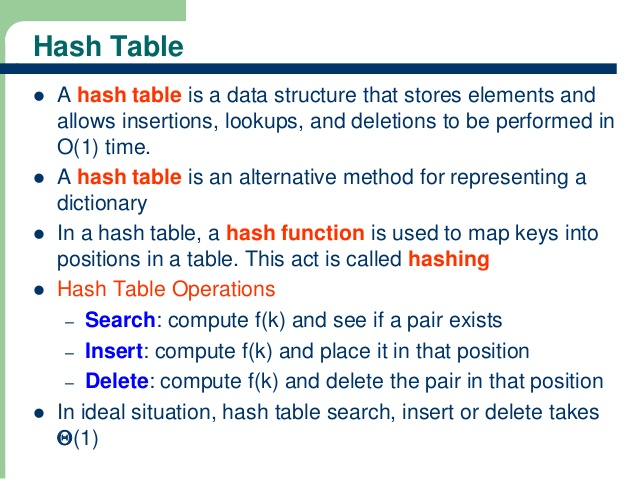 Hash Table
● A hash table is a data structure that stores elements and
allows insertions, lookups, and deletions to be performed in
O(1) time.
● A hash table is an alternative method for representing a
dictionary
● In a hash table, a hash function is used to map keys into
positions in a table. This act is called hashing
● Hash Table Operations
– Search: compute f(k) and see if a pair exists
– Insert: compute f(k) and place it in that position
– Delete: compute f(k) and delete the pair in that position
● In ideal situation, hash table search, insert or delete takes
Θ(1)